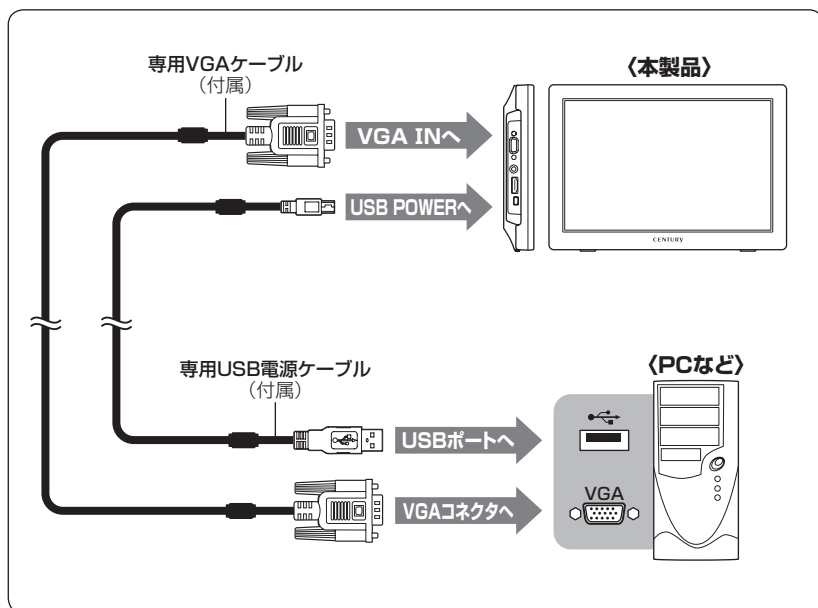 専用VGAケーブル
（付属）
〈本製品〉
VGA INへ
USB POWERへ
CENTURY
専用USB電源ケーブル
（付属）
〈PCなど〉
USBポートへ
VGA
VGAコネクタへ